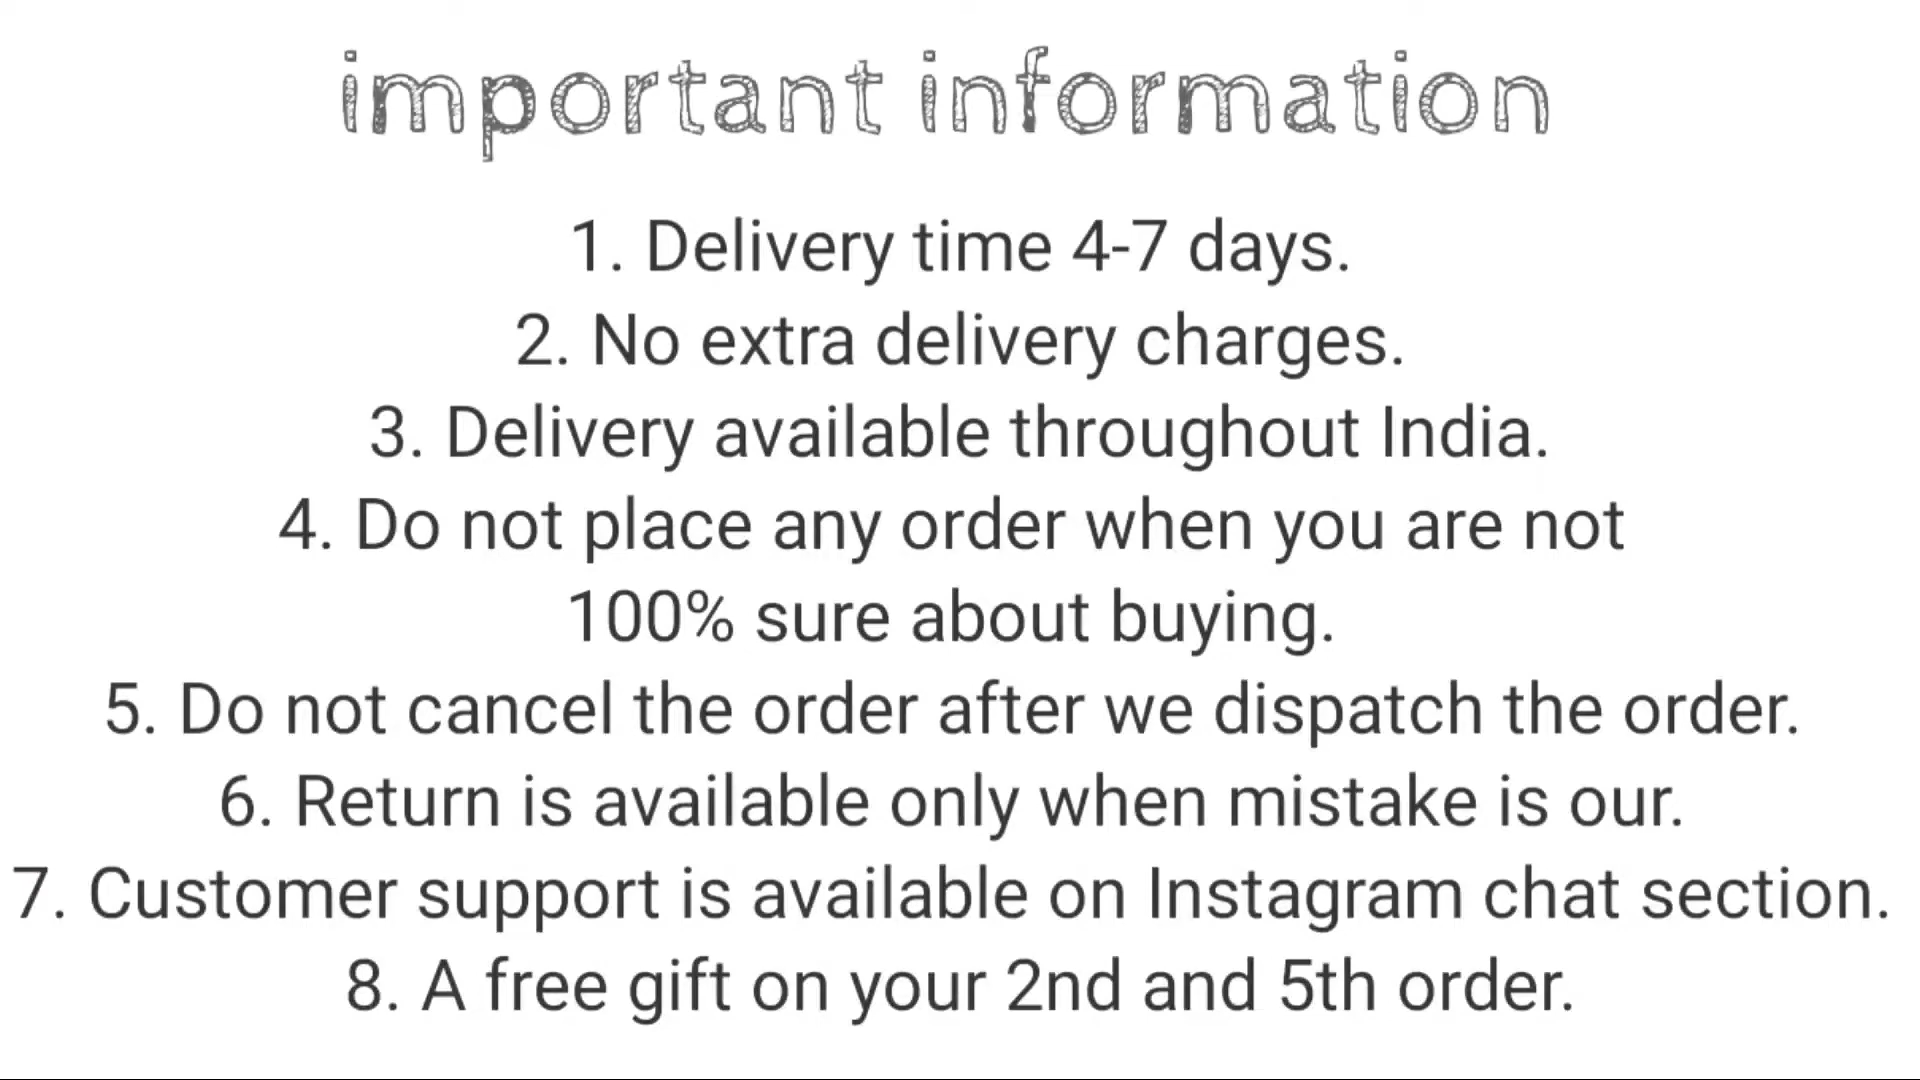 important information
1. Delivery time 4-7 days.
2. No extra delivery charges.
3. Delivery available throughout India.
4. Do not place any order when you are not
100% sure about buying.
5. Do not cancel the order after we dispatch the order.
6. Return is available only when mistake is our.
7. Customer support is available on Instagram chat section.
8. A free gift on your 2nd and 5th order.